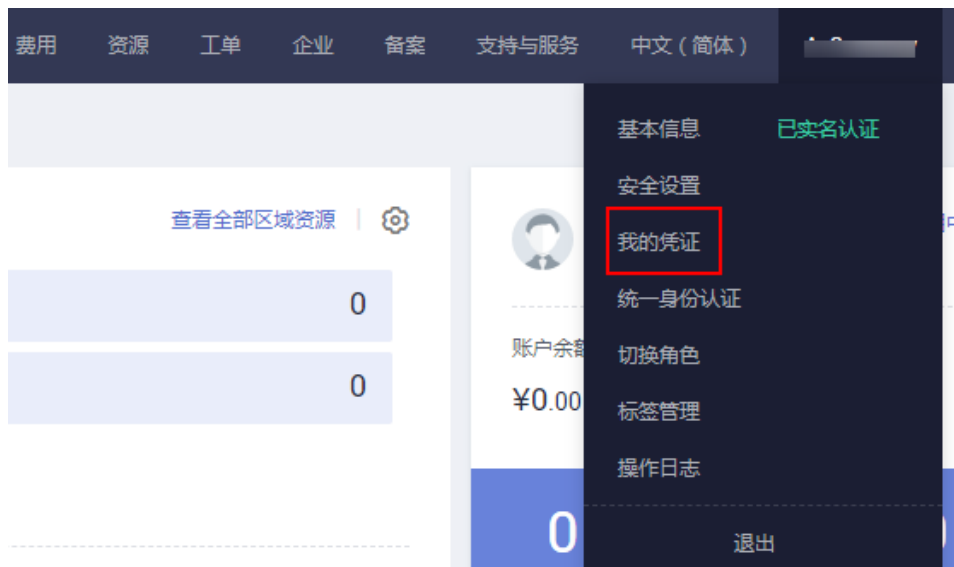 费用 资源 工单 企业 备案 支持与服务 中文（简体）
基本信息 已实名认证
安全设置
查看全部区域资源
我的凭证
0
统一身份认证
账户余
切换角色
0
¥0.00
标签管理
操作日志
0
退出